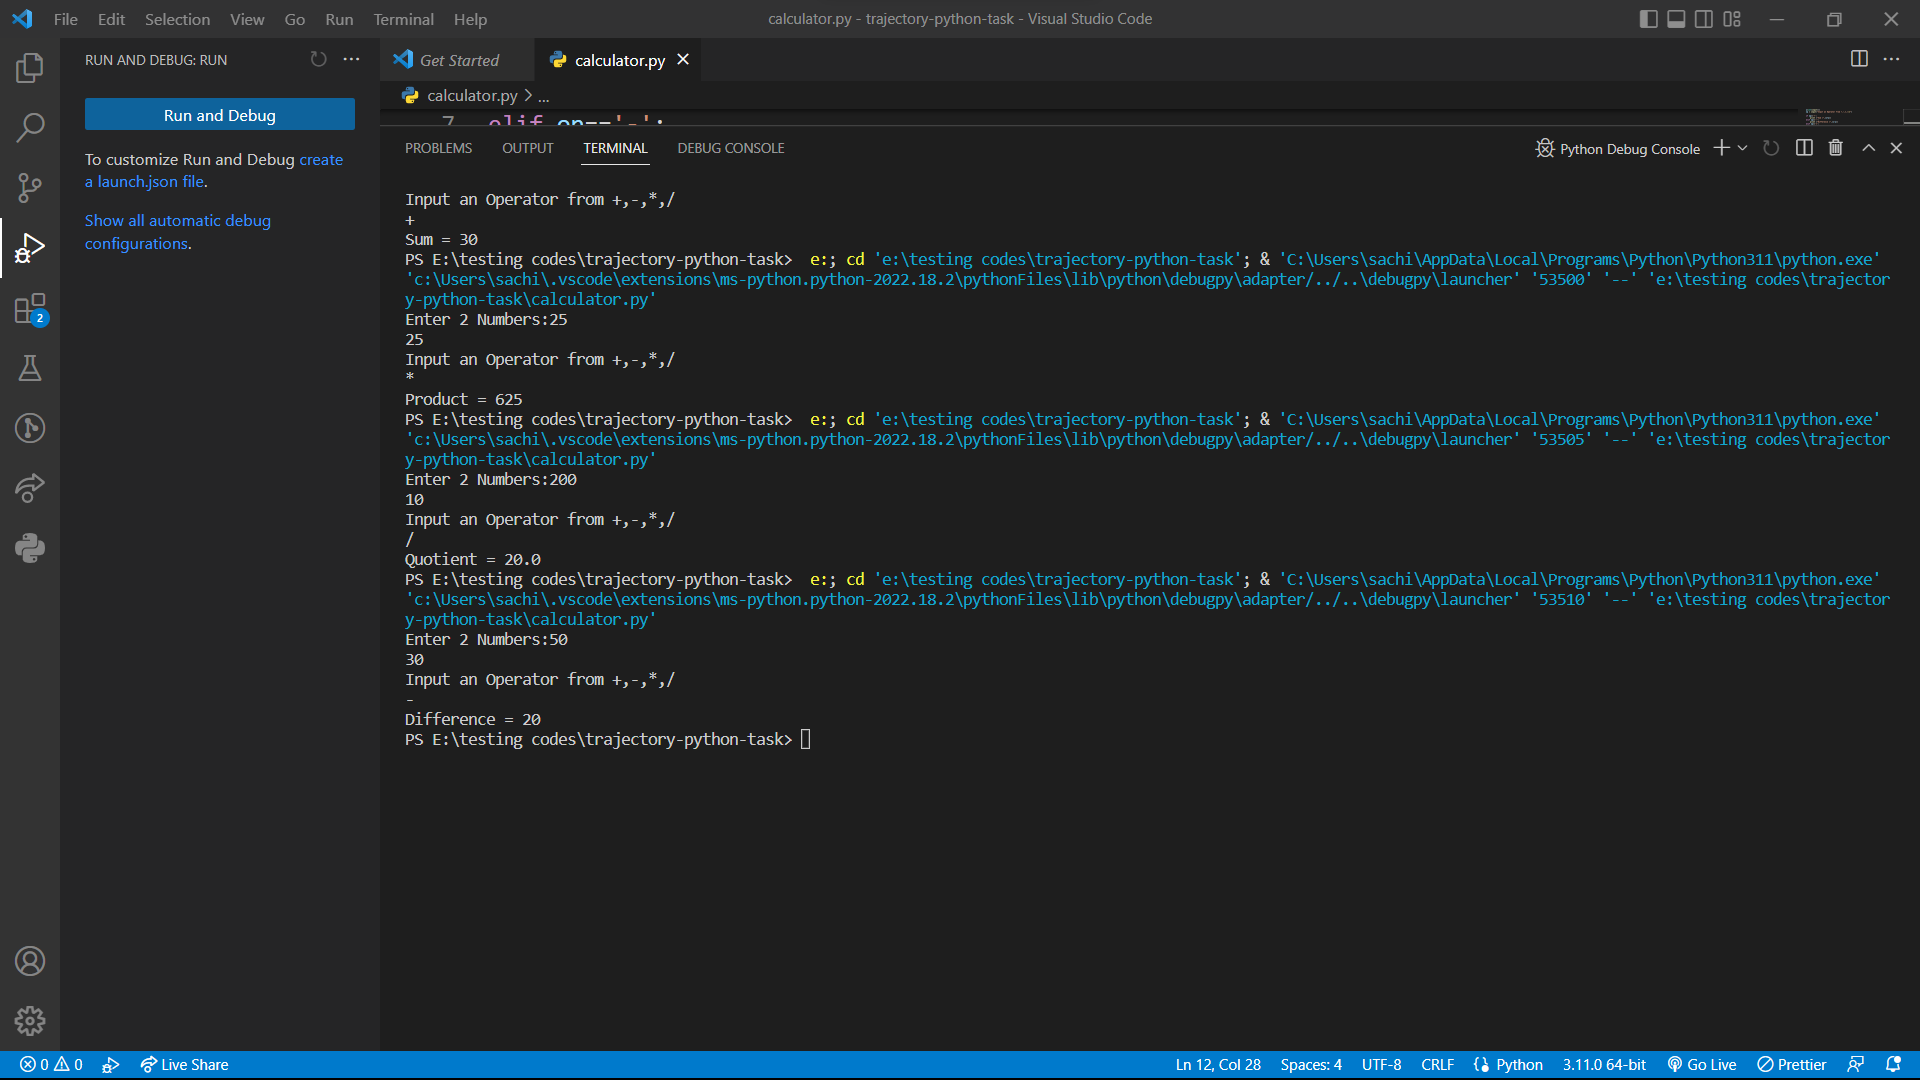 File Edit Selection View Go Run Terminal Help
calculator.py - trajectory-python-task - Visual Studio Code
RUN AND DEBUG: RUN
Get Started
calculator.py
calculator.py > ...
Run and Debug
7 elif op=='-':
To customize Run and Debug create
a launch.json file.
Show all automatic debug
configurations.
2
PROBLEMS OUTPUT TERMINAL DEBUG CONSOLE
Python Debug Console
Input an Operator from +,-,*,/
+
Sum = 30
PS E:\testing codes\trajectory-python-task>  e:; cd 'e:\testing codes\trajectory-python-task'; & 'C:\Users\sachi\AppData\Local\Programs\Python\Python311\python.exe'
'c:\Users\sachi\.vscode\extensions\ms-python.python-2022.18.2\pythonFiles\lib\python\debugpy\adapter/../..\debugpy\launcher' '53500' '--' 'e:\testing codes\trajector
y-python-task\calculator.py'
Enter 2 Numbers:25
25
Input an Operator from +,-,*,/
*
Product = 625
PS E:\testing codes\trajectory-python-task>  e:; cd 'e:\testing codes\trajectory-python-task'; & 'C:\Users\sachi\AppData\Local\Programs\Python\Python311\python.exe'
'c:\Users\sachi\.vscode\extensions\ms-python.python-2022.18.2\pythonFiles\lib\python\debugpy\adapter/../..\debugpy\launcher' '53505' '--' 'e:\testing codes\trajector
y-python-task\calculator.py'
Enter 2 Numbers:200
10
Input an Operator from +,-,*,/
/
Quotient = 20.0
PS E:\testing codes\trajectory-python-task>  e:; cd 'e:\testing codes\trajectory-python-task'; & 'C:\Users\sachi\AppData\Local\Programs\Python\Python311\python.exe'
'c:\Users\sachi\.vscode\extensions\ms-python.python-2022.18.2\pythonFiles\lib\python\debugpy\adapter/../..\debugpy\launcher' '53510' '--' 'e:\testing codes\trajector
y-python-task\calculator.py'
Enter 2 Numbers:50
30
Input an Operator from +,-,*,/
-
Difference = 20
PS E:\testing codes\trajectory-python-task>
0 0 Live Share
Ln 12, Col 28 Spaces: 4 UTF-8 CRLF Python 3.11.0 64-bit Go Live Prettier